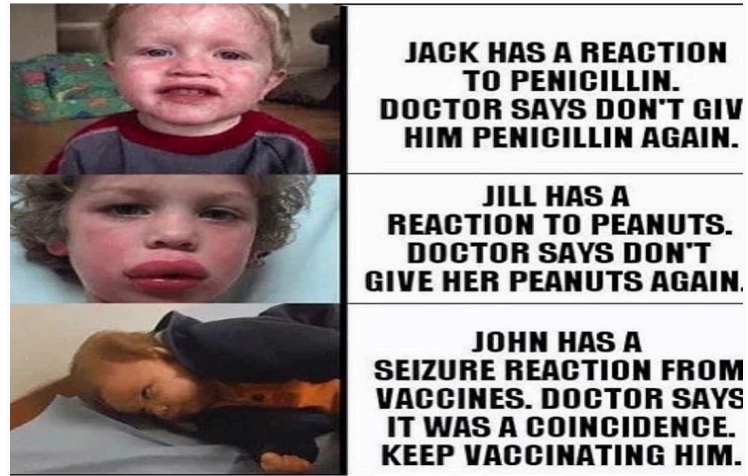 JACK HAS A REACTION
TO PENICILLIN.
DOCTOR SAYS DON'T GIV
HIM PENICILLIN AGAIN.
JILL HAS A
REACTION TO PEANUTS.
DOCTOR SAYS DON'T
GIVE HER PEANUTS AGAIN.
JOHN HAS A
SEIZURE REACTION FROM
VACCINES. DOCTOR SAYS
IT WAS A COINCIDENCE.
KEEP VACCINATING HIM.